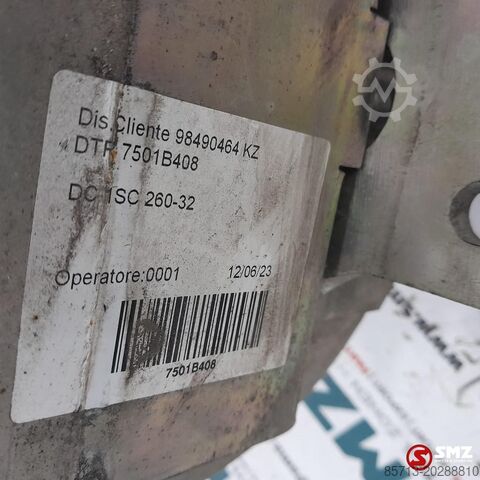 Dis.Cliente 98490464 KZ
DTP 7501B408
DC 1SC 260-32
Operatore:0001 12/06/23
7501B408
SMZ
85713-20288810